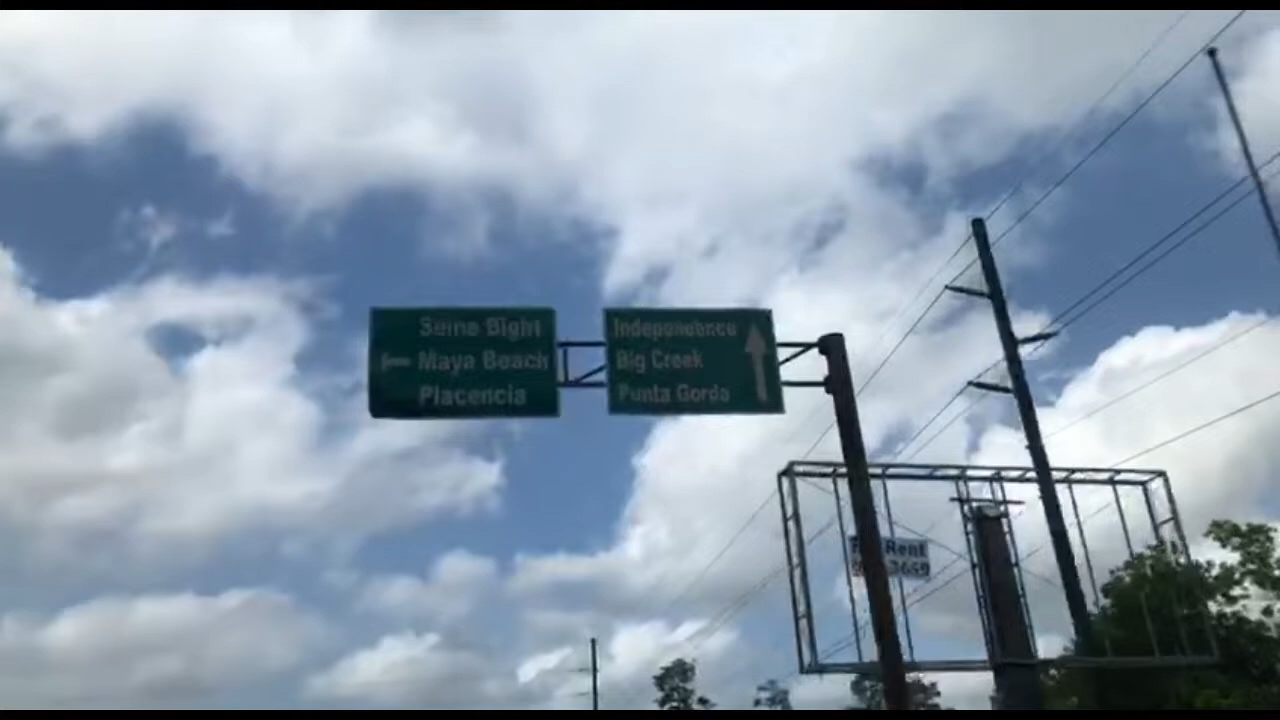 Seine Bight
Maya Beach
Placencia
Independence
Big Creek
Punta Gorda
Rent